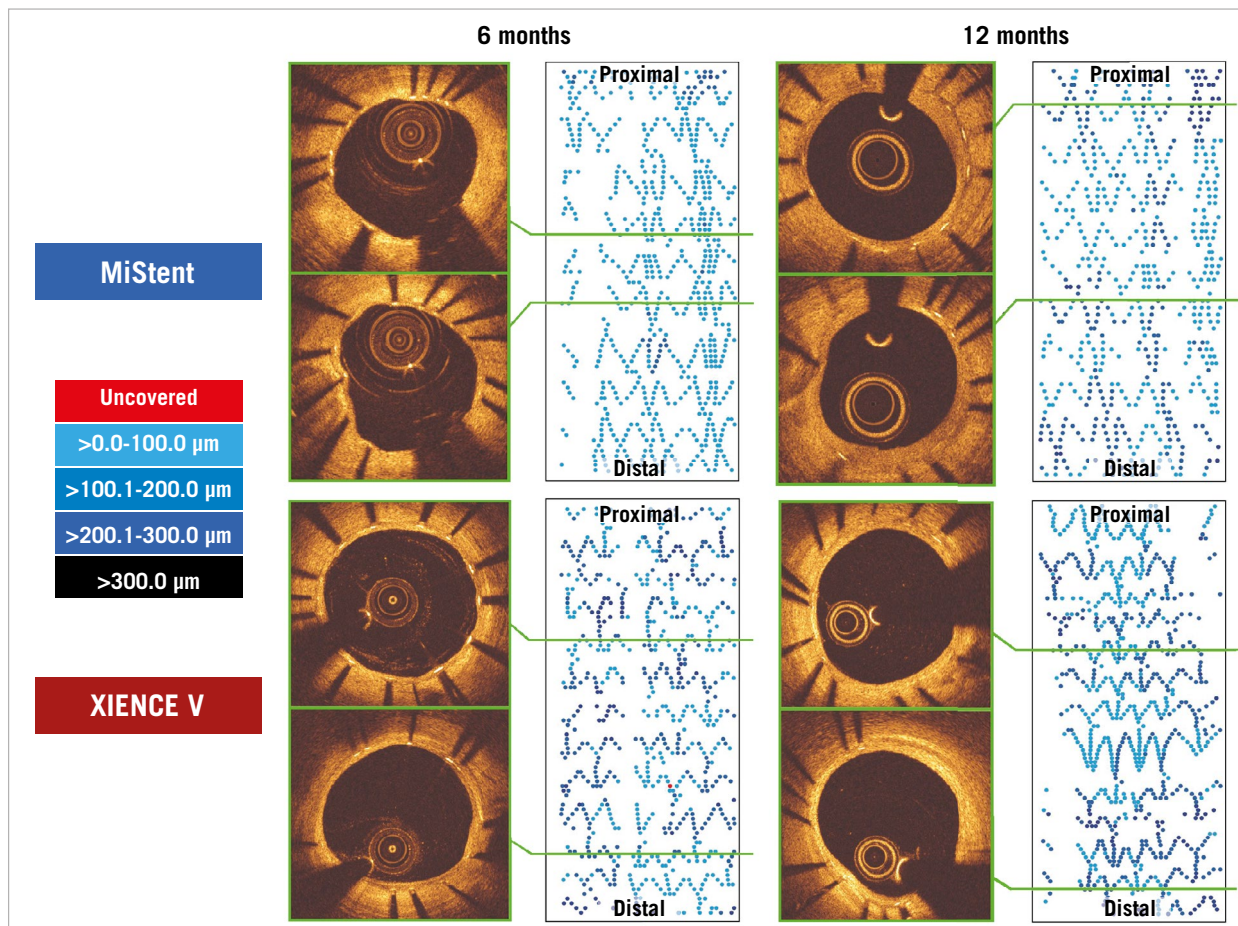 6 months
12 months
Proximal
Proximal
MiStent
Uncovered
>0.0-100.0 µm
>100.1-200.0 µm
>200.1-300.0 µm
>300.0 µm
Distal
Distal
Proximal
Proximal
XIENCE V
Distal
Distal